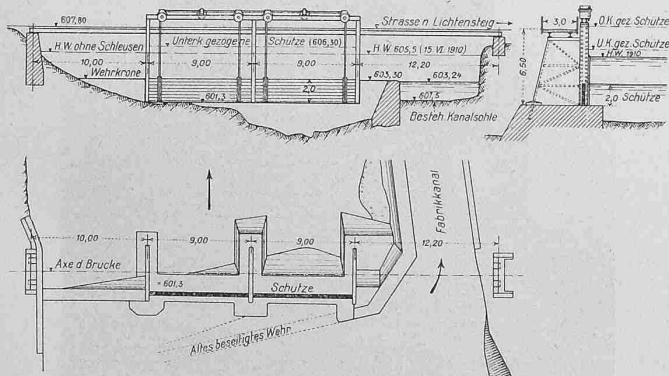 607,80
Strasse n Lichtensteig
3,0
O.K. gez. Schütze
H.W. ohne Schleusen
Unterk. gezogene Schütze (606,30)
H.W. 605,5 (15. VI. 1910)
U.K. gez. Schütze
H.W. 1910
10,00
9,00
9,00
12,20
6,50
Wehrkrone
603,30
603,24
2,0
2,0
Schütze
601,3
Besteh. Kanalsohle
10,00
9,00
9,00
12,20
Fabrikkanal
Axe d Brücke
= 601,3
Schütze
Altes beseitigtes Wehr